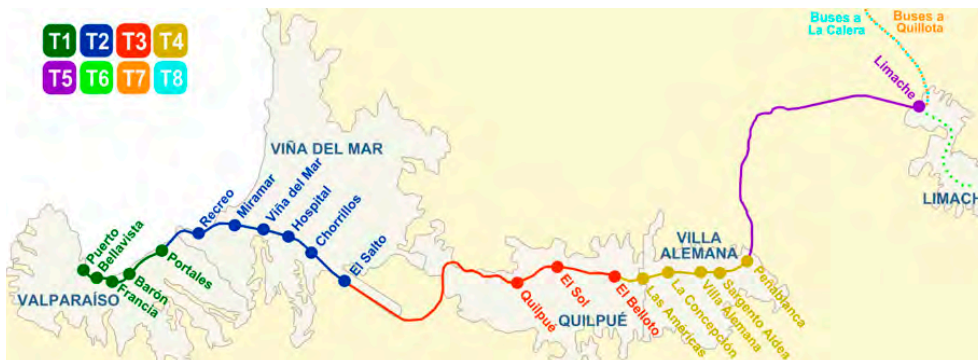 T1 T2 T3 T4
T5 T6 T7 T8
Buses a
La Calera
Buses a
Quillota
Limache
LIMACH
VIÑA DEL MAR
Recreo
Miramar
Viña del Mar
Hospital
Chorrillos
El Salto
Puerto
Bellavista
Francia
Barón
Portales
VALPARAÍSO
Quilpué
El Sol
El Belloto
QUILPUÉ
VILLA
ALEMANA
Las Américas
La Concepción
Villa Alemana
Sargento Aldea
Peñablanca